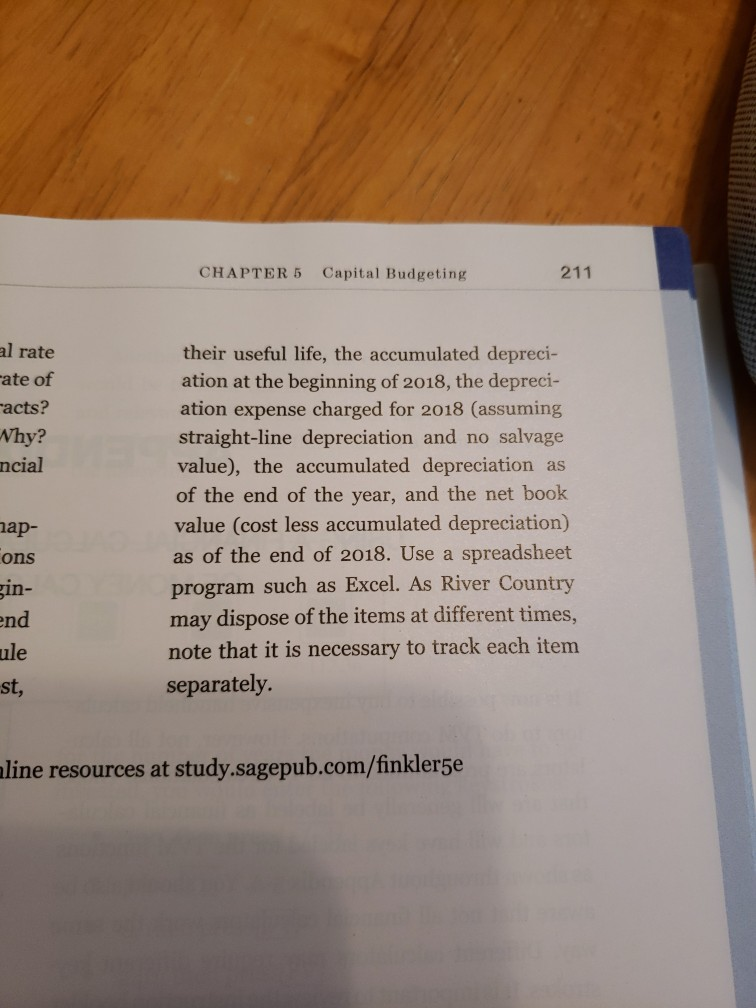 CHAPTER 5 Capital Budgeting 211
al rate
ate of
acts?
Why?
ncial
ap-
ions
gin-
end
ule
st,
their useful life, the accumulated depreci-
ation at the beginning of 2018, the depreci-
ation expense charged for 2018 (assuming
straight-line depreciation and no salvage
value), the accumulated depreciation as
of the end of the year, and the net book
value (cost less accumulated depreciation)
as of the end of 2018. Use a spreadsheet
program such as Excel. As River Country
may dispose of the items at different times,
note that it is necessary to track each item
separately.
line resources at study.sagepub.com/finkler5e